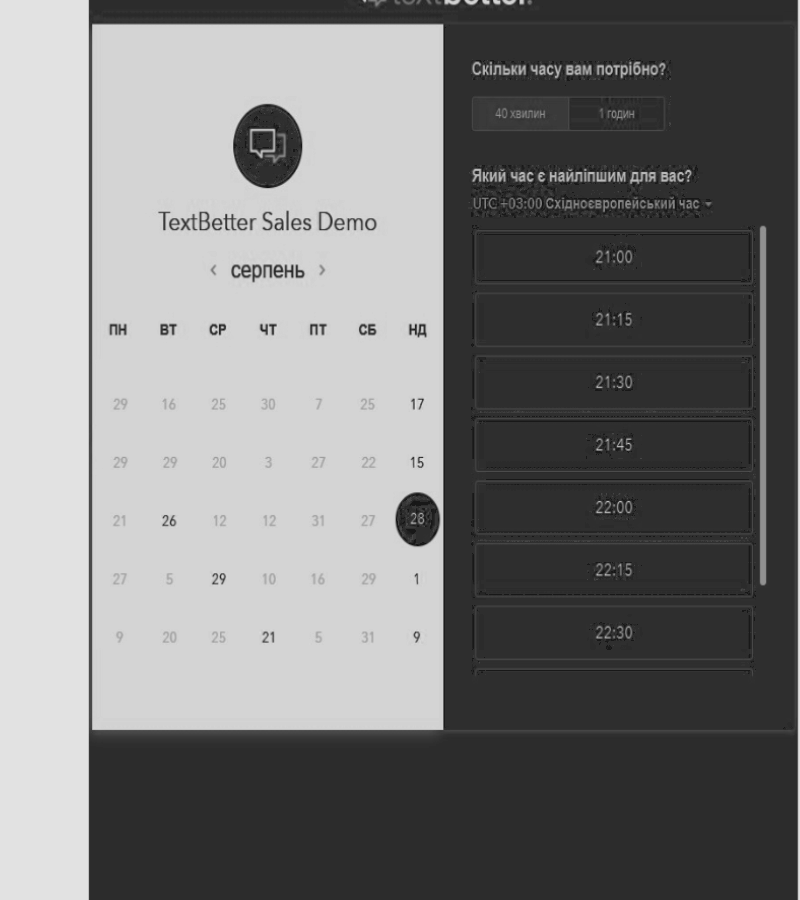 textbetter.
TextBetter Sales Demo
‹ серпень ›
ПН ВТ СР ЧТ ПТ СБ НД
29 16 25 30 7 25 17
29 29 20 3 27 22 15
21 26 12 12 31 27 28
27 5 29 10 16 29 1
9 20 25 21 5 31 9
Скільки часу вам потрібно?
40 хвилин 1 годин
Який час є найліпшим для вас?
UTC +03:00 Східноєвропейський час
21:00
21:15
21:30
21:45
22:00
22:15
22:30